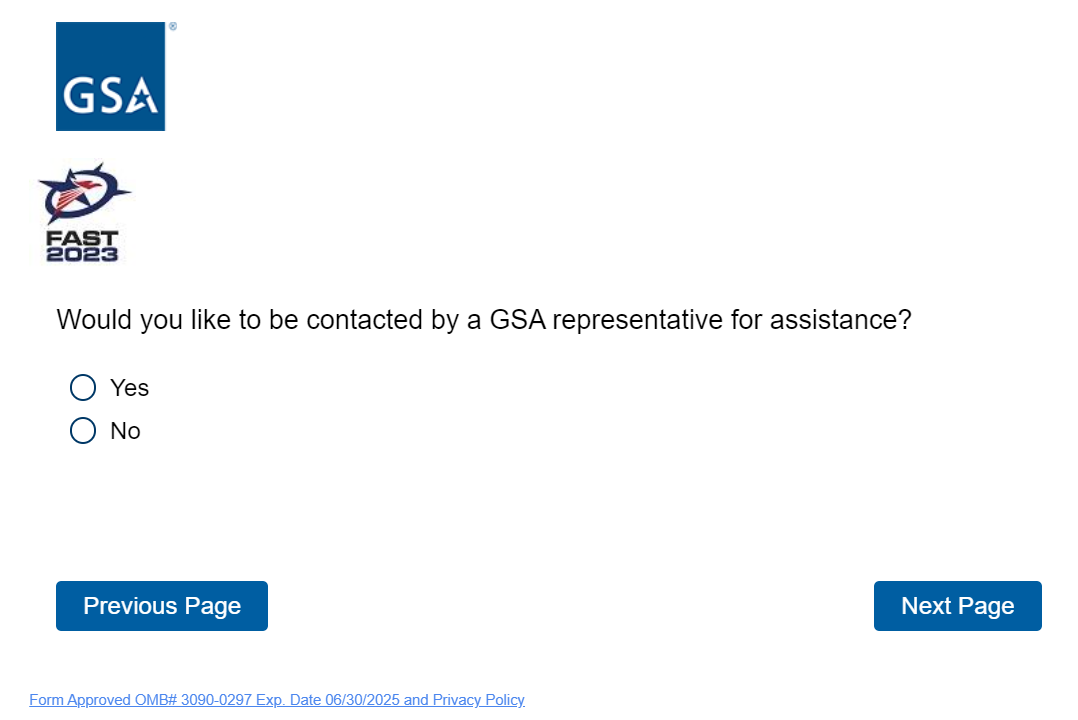 GSA
®
FAST
2023
Would you like to be contacted by a GSA representative for assistance?
Yes
No
Previous Page
Next Page
Form Approved OMB# 3090-0297 Exp. Date 06/30/2025 and Privacy Policy